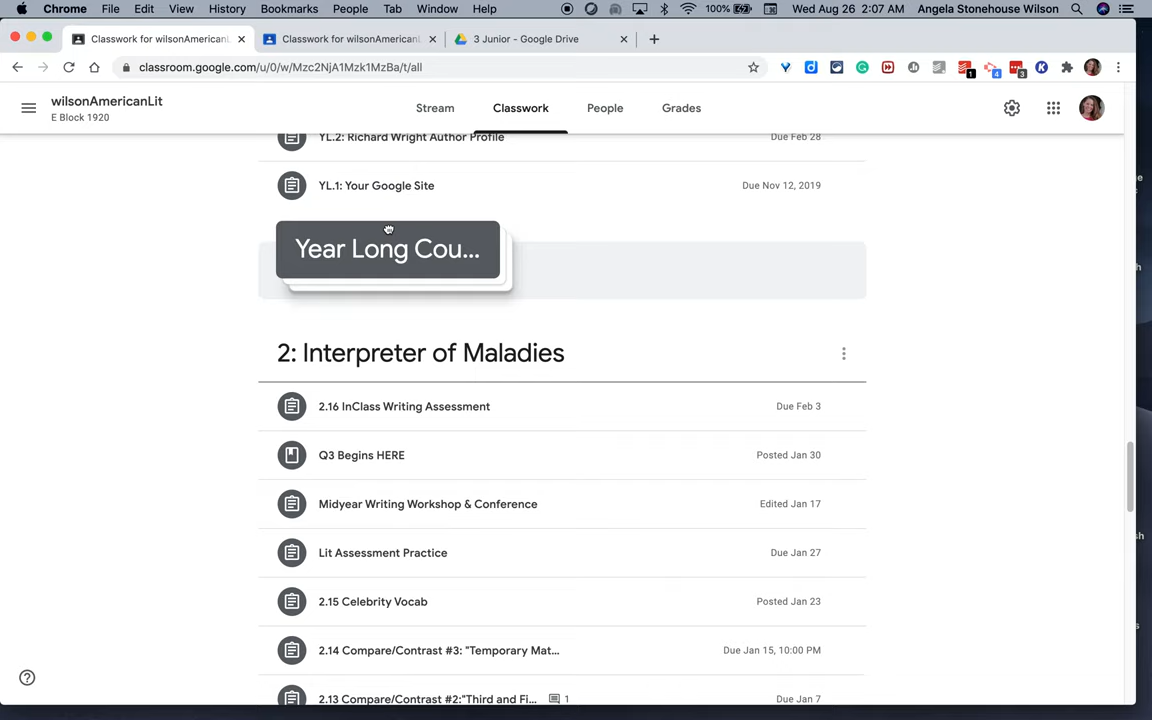 Chrome File Edit View History Bookmarks People Tab Window Help 100% Wed Aug 26 2:07 AM Angela Stonehouse Wilson
Classwork for wilsonAmericanL Classwork for wilsonAmericanL 3 Junior - Google Drive
classroom.google.com/u/0/w/Mzc2NjA1Mzk1MzBa/t/all
1 4 3
wilsonAmericanLit
E Block 1920
Stream Classwork People Grades
YL.2: Richard Wright Author Profile Due Feb 28
YL.1: Your Google Site Due Nov 12, 2019
Year Long Cou...
2: Interpreter of Maladies
2.16 InClass Writing Assessment Due Feb 3
Q3 Begins HERE Posted Jan 30
Midyear Writing Workshop & Conference Edited Jan 17
Lit Assessment Practice Due Jan 27
2.15 Celebrity Vocab Posted Jan 23
2.14 Compare/Contrast #3: "Temporary Mat... Due Jan 15, 10:00 PM
2.13 Compare/Contrast #2:"Third and Fi... 1 Due Jan 7